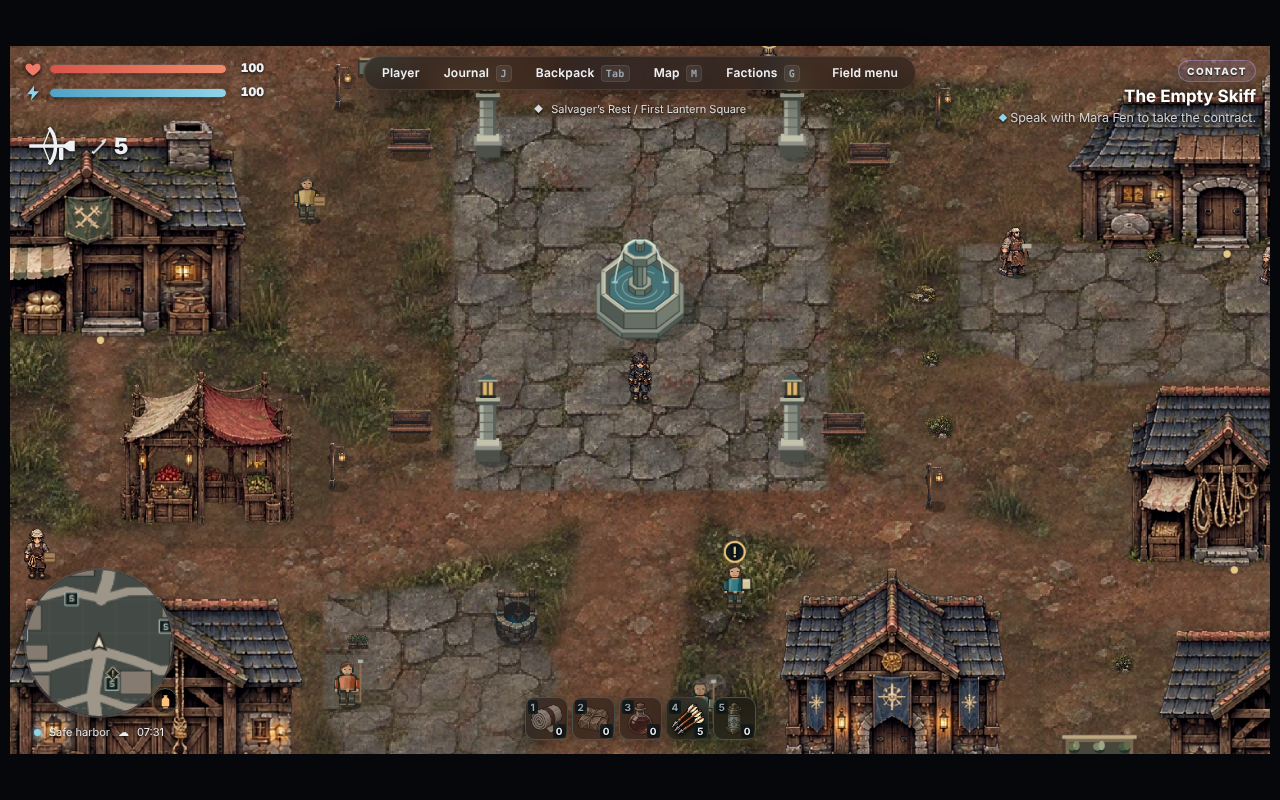 100
100
5
Player
Journal J
Backpack Tab
Map M
Factions G
Field menu
Salvager's Rest / First Lantern Square
CONTACT
The Empty Skiff
Speak with Mara Fen to take the contract.
!
S
S
S
Safe harbor 07:31
1 0
2 0
3 0
4 5
5 0